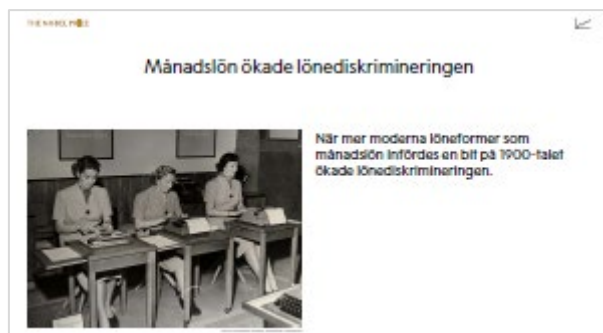 THE NOBEL PRIZE
Månadslön ökade lönediskrimineringen
När mer moderna löneformer som
månadslön infördes en bit på 1900-talet
ökade lönediskrimineringen.